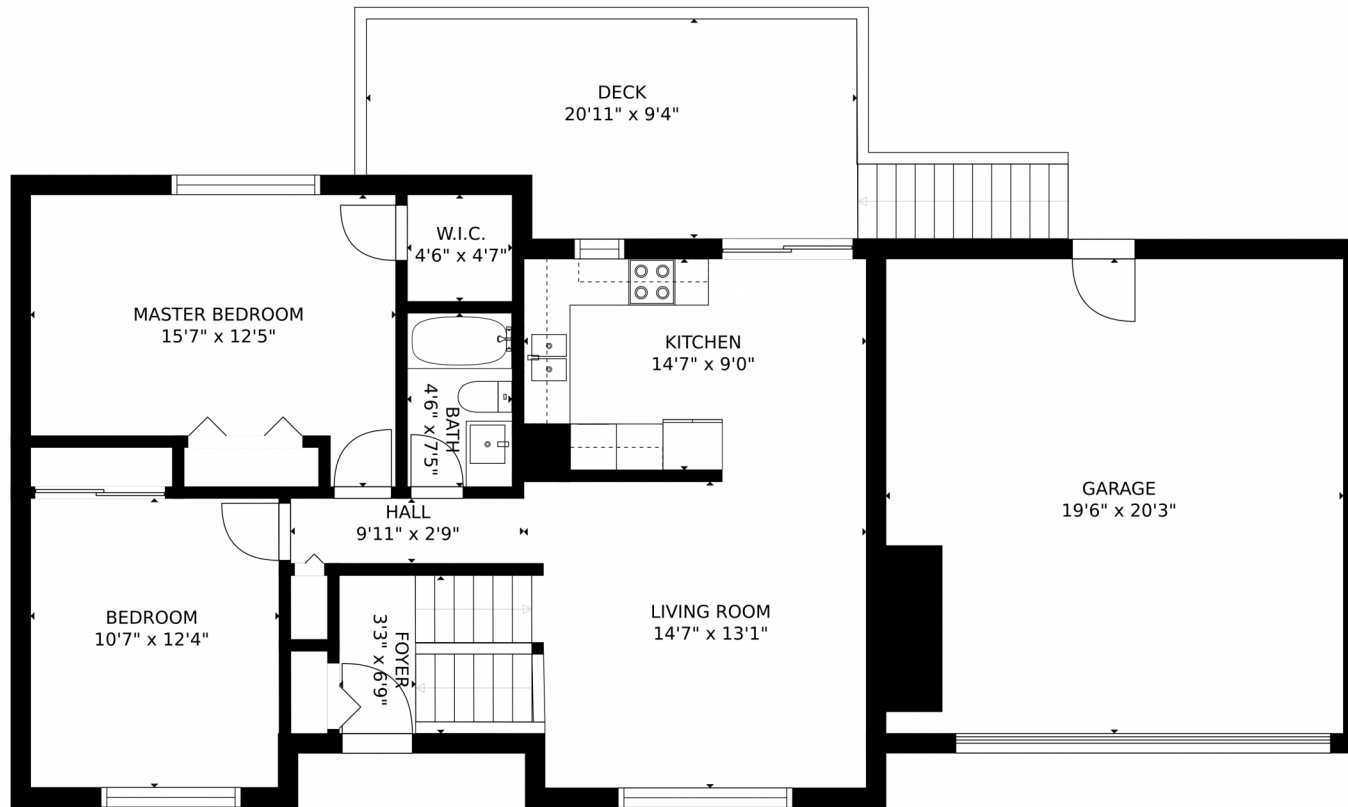 DECK
20'11" x 9'4"
W.I.C.
4'6" x 4'7"
MASTER BEDROOM
15'7" x 12'5"
KITCHEN
14'7" x 9'0"
BATH
4'6" x 7'5"
GARAGE
19'6" x 20'3"
HALL
9'11" x 2'9"
BEDROOM
10'7" x 12'4"
FOYER
3'3" x 6'9"
LIVING ROOM
14'7" x 13'1"